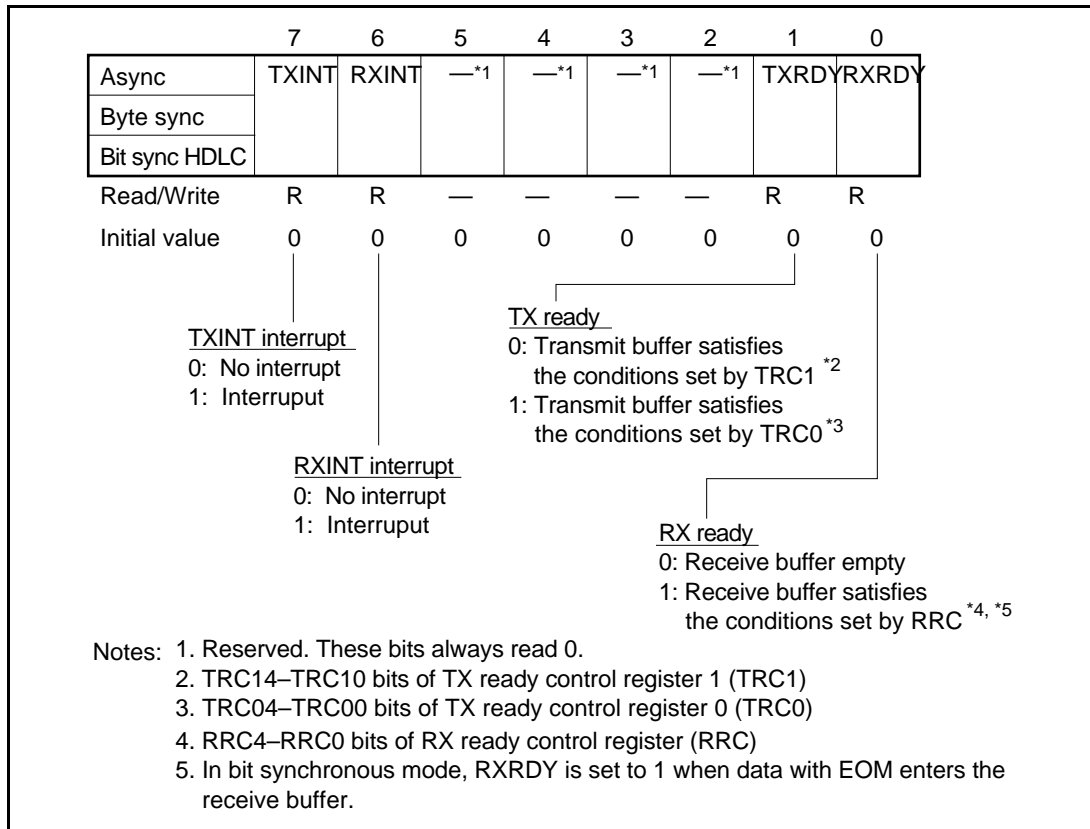 7 6 5 4 3 2 1 0
Async TXINT RXINT —*1 —*1 —*1 —*1 TXRDY RXRDY
Byte sync
Bit sync HDLC
Read/Write R R — — — — R R
Initial value 0 0 0 0 0 0 0 0
TXINT interrupt
0: No interrupt
1: Interruput
RXINT interrupt
0: No interrupt
1: Interruput
TX ready
0: Transmit buffer satisfies
the conditions set by TRC1 *2
1: Transmit buffer satisfies
the conditions set by TRC0 *3
RX ready
0: Receive buffer empty
1: Receive buffer satisfies
the conditions set by RRC *4, *5
Notes: 1. Reserved. These bits always read 0.
2. TRC14–TRC10 bits of TX ready control register 1 (TRC1)
3. TRC04–TRC00 bits of TX ready control register 0 (TRC0)
4. RRC4–RRC0 bits of RX ready control register (RRC)
5. In bit synchronous mode, RXRDY is set to 1 when data with EOM enters the
receive buffer.